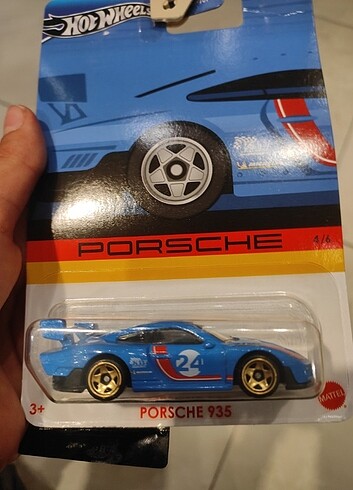 HOT WHEELS
PORSCHE
4/6
24
3+
PORSCHE 935
MATTEL